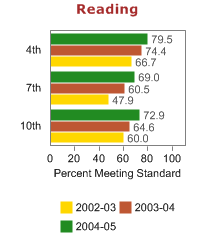 Reading
79.5
4th 74.4
66.7
69.0
7th 60.5
47.9
72.9
10th 64.6
60.0
0 20 40 60 80 100
Percent Meeting Standard
2002-03 2003-04
2004-05